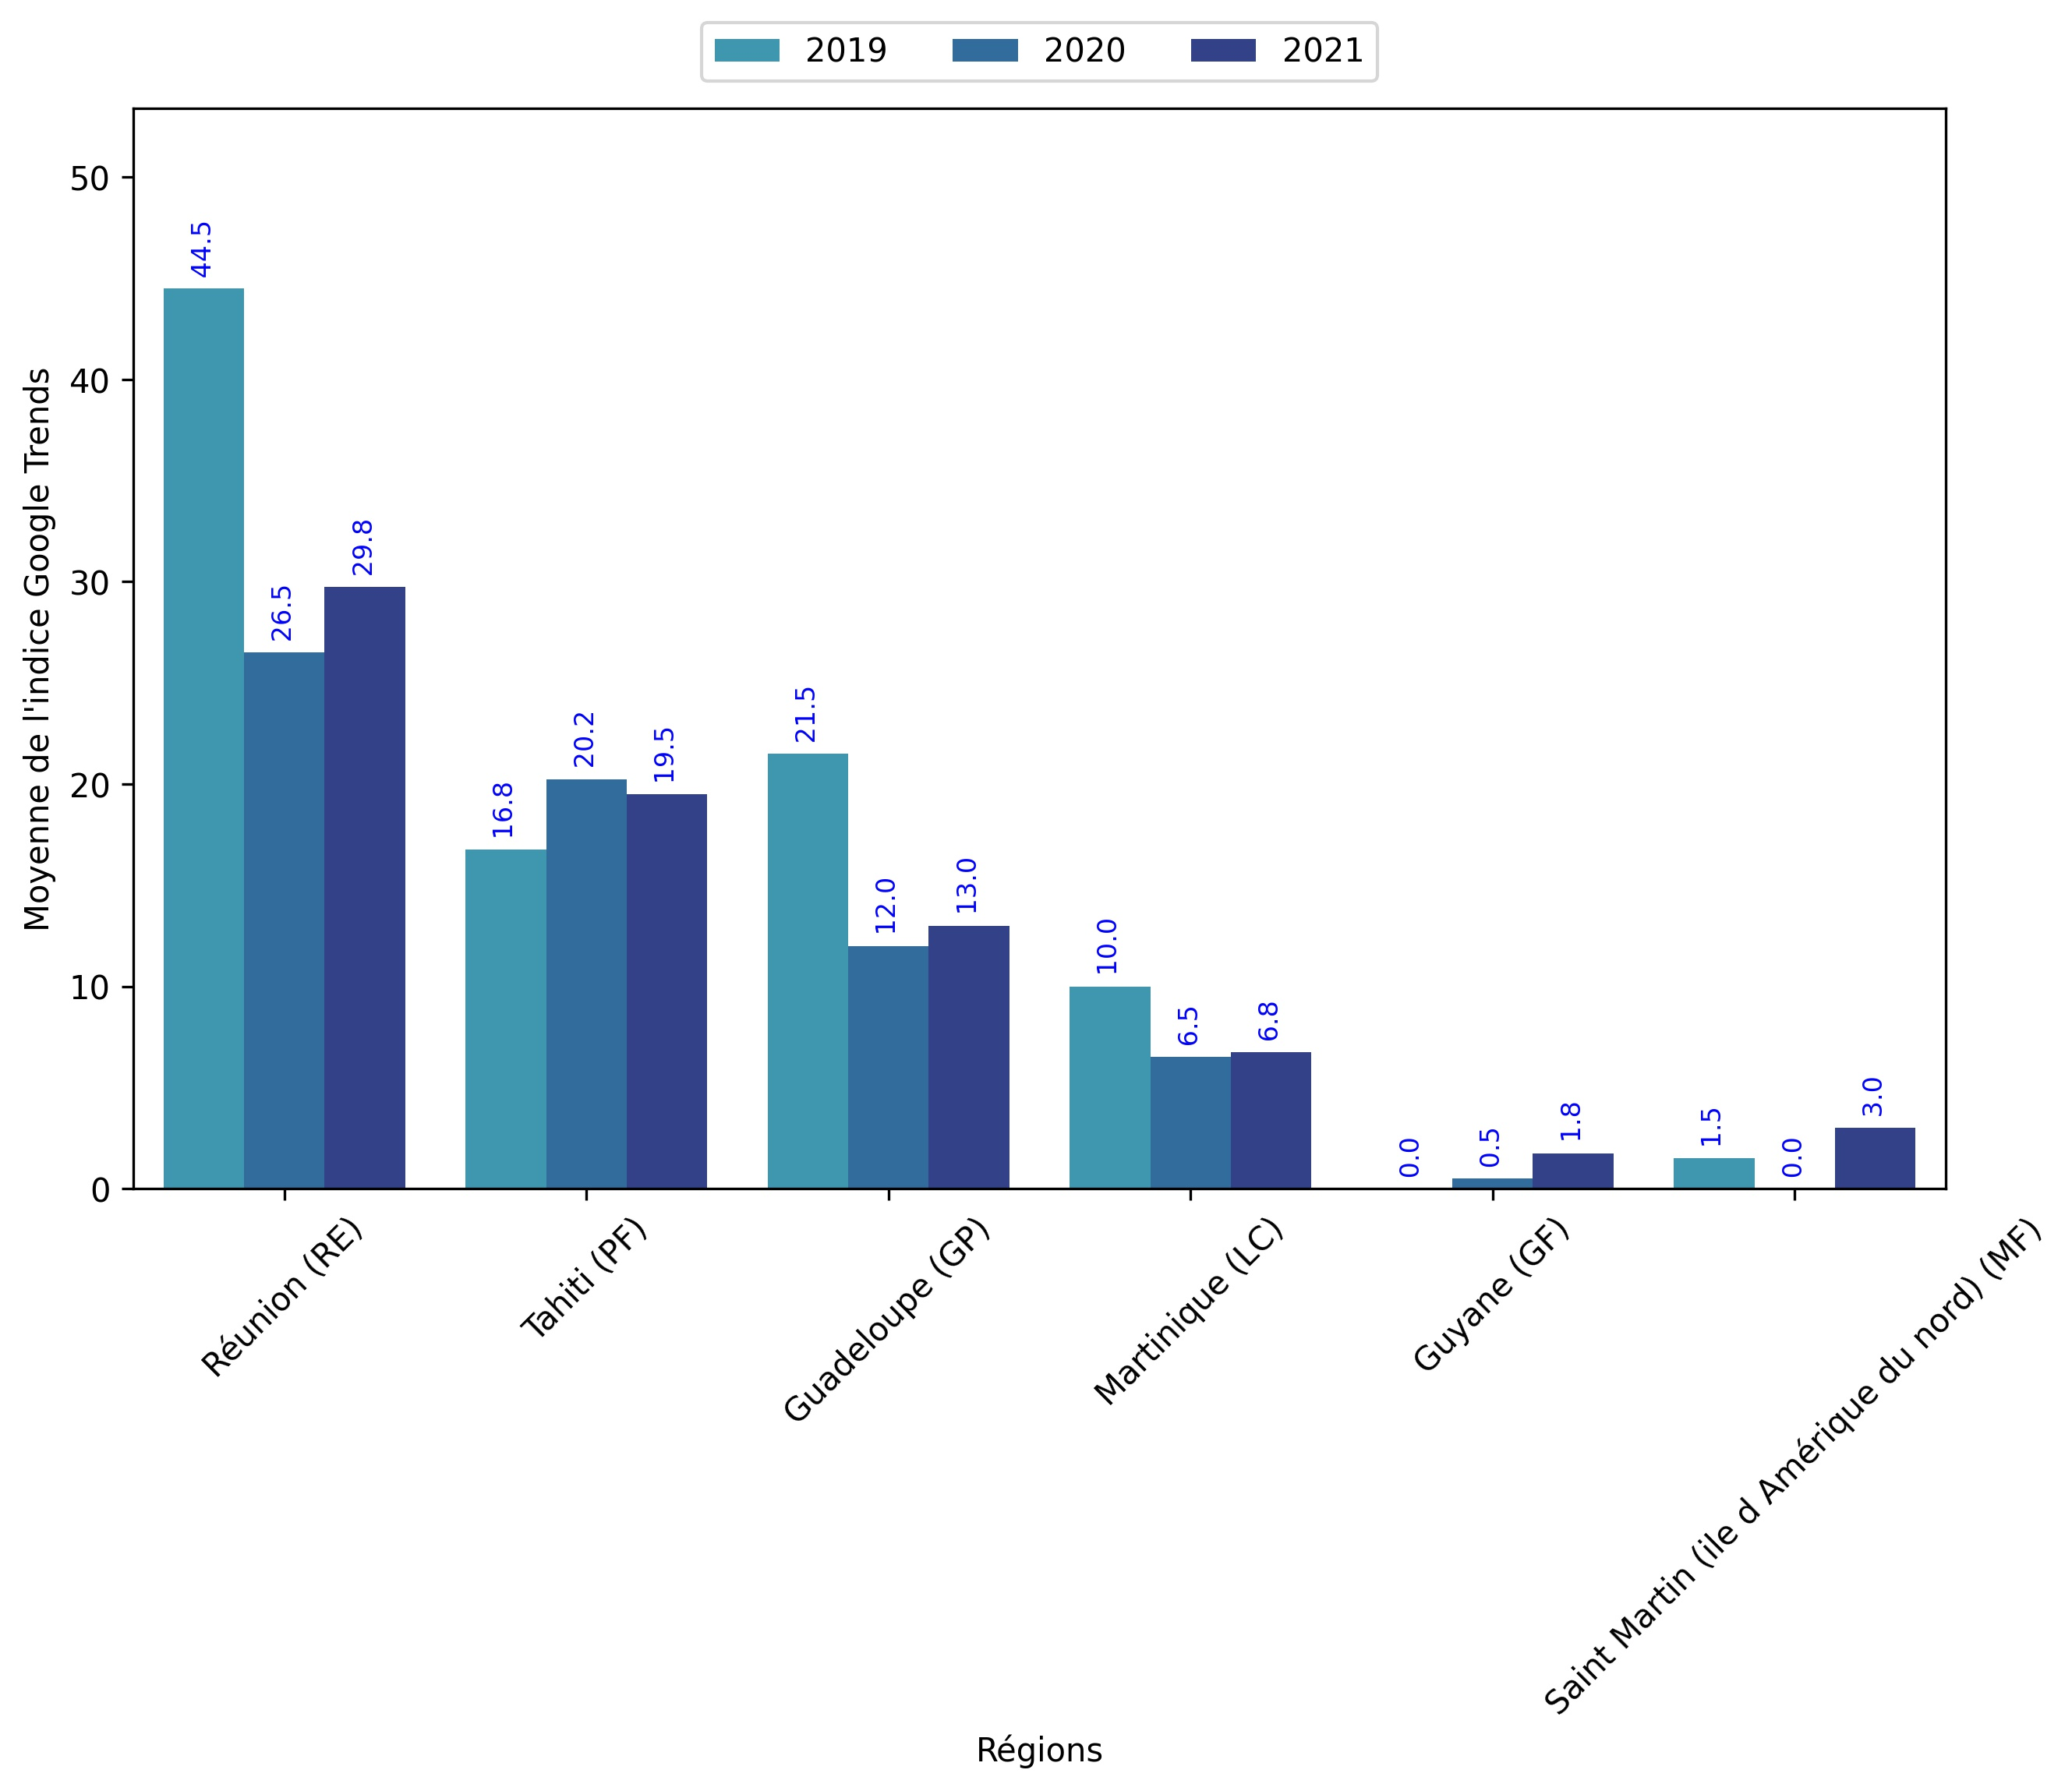 2019 2020 2021
Moyenne de l'indice Google Trends
50
40
30
20
10
0
44.5
26.5
29.8
16.8
20.2
19.5
21.5
12.0
13.0
10.0
6.5
6.8
0.0
0.5
1.8
1.5
0.0
3.0
Réunion (RE)
Tahiti (PF)
Guadeloupe (GP)
Martinique (LC)
Guyane (GF)
Saint Martin (ile d Amérique du nord) (MF)
Régions